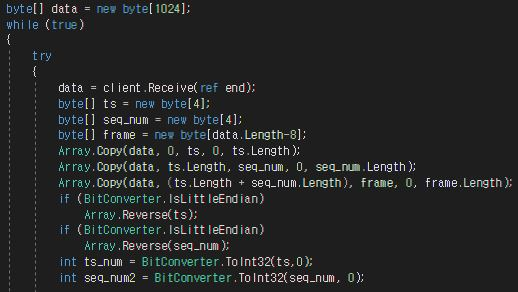 byte[] data = new byte[1024];
while (true)
{
try
{
data = client.Receive(ref end);
byte[] ts = new byte[4];
byte[] seq_num = new byte[4];
byte[] frame = new byte[data.Length-8];
Array.Copy(data, 0, ts, 0, ts.Length);
Array.Copy(data, ts.Length, seq_num, 0, seq_num.Length);
Array.Copy(data, (ts.Length + seq_num.Length), frame, 0, frame.Length);
if (BitConverter.IsLittleEndian)
Array.Reverse(ts);
if (BitConverter.IsLittleEndian)
Array.Reverse(seq_num);
int ts_num = BitConverter.ToInt32(ts,0);
int seq_num2 = BitConverter.ToInt32(seq_num, 0);